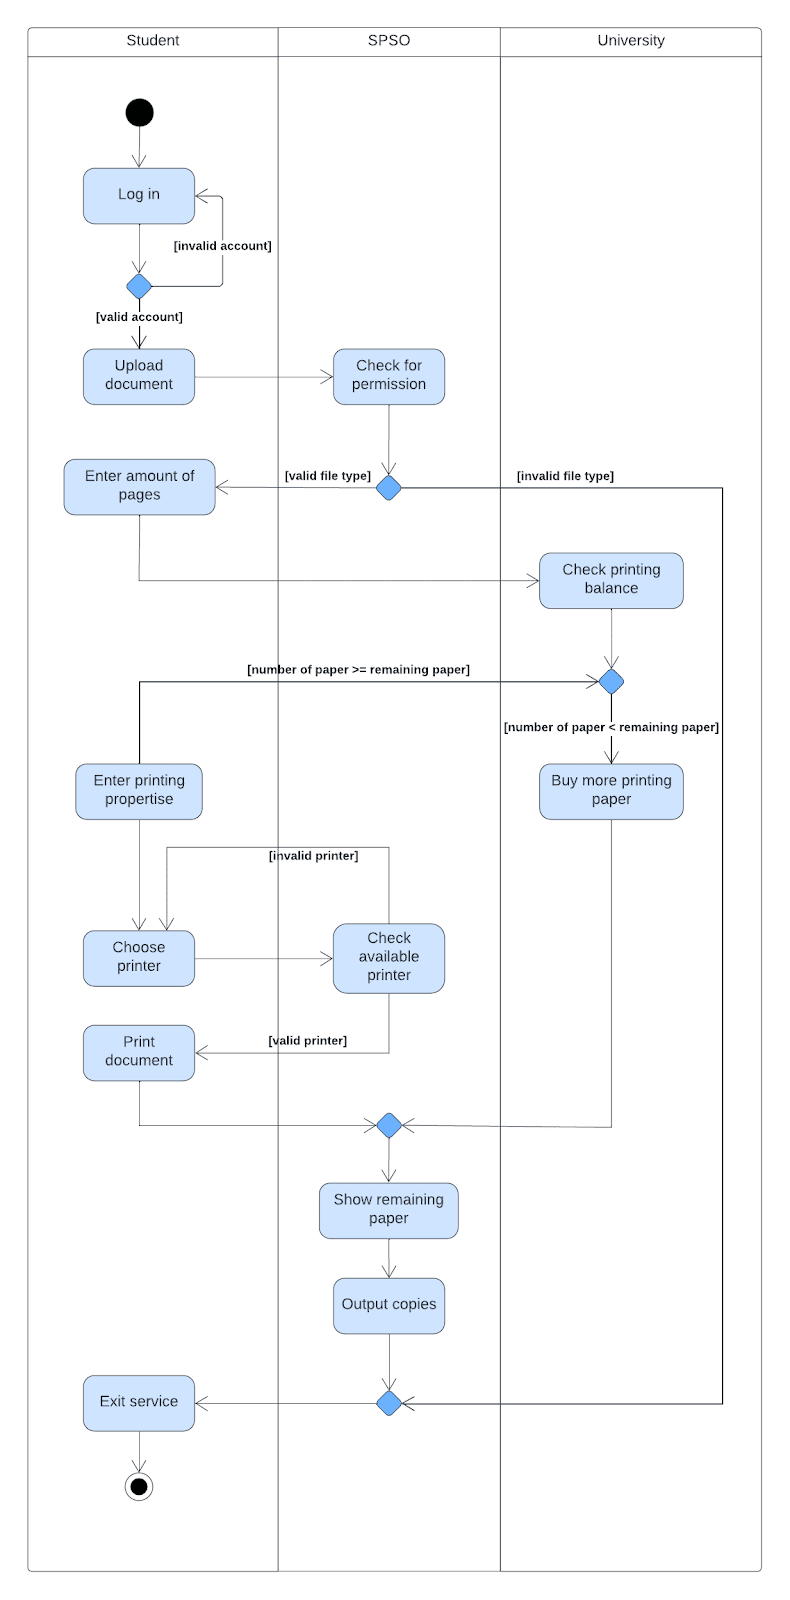 Student
SPSO
University
Log in
[invalid account]
[valid account]
Upload
document
Check for
permission
Enter amount of
pages
[valid file type]
[invalid file type]
Check printing
balance
[number of paper >= remaining paper]
[number of paper < remaining paper]
Enter printing
propertise
Buy more printing
paper
[invalid printer]
Choose
printer
Check
available
printer
Print
document
[valid printer]
Show remaining
paper
Output copies
Exit service